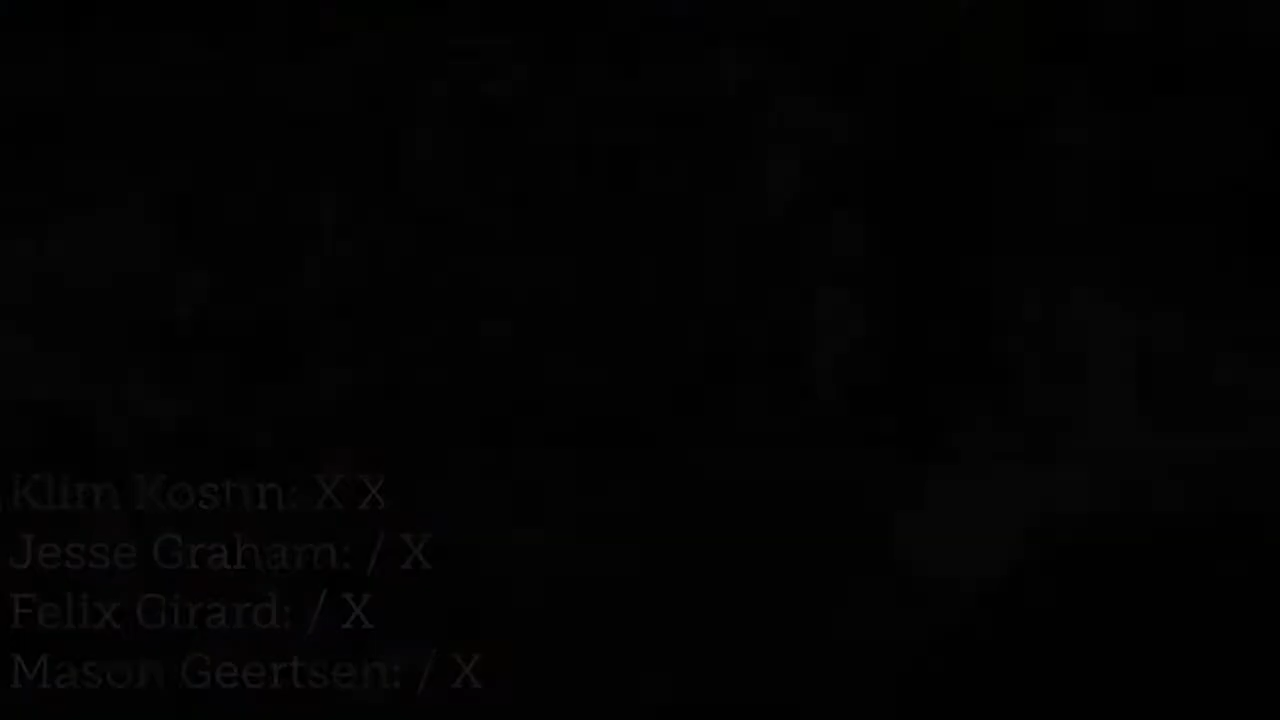 Klim Kostin: X X
Jesse Graham: / X
Felix Girard: / X
Mason Geertsen: / X